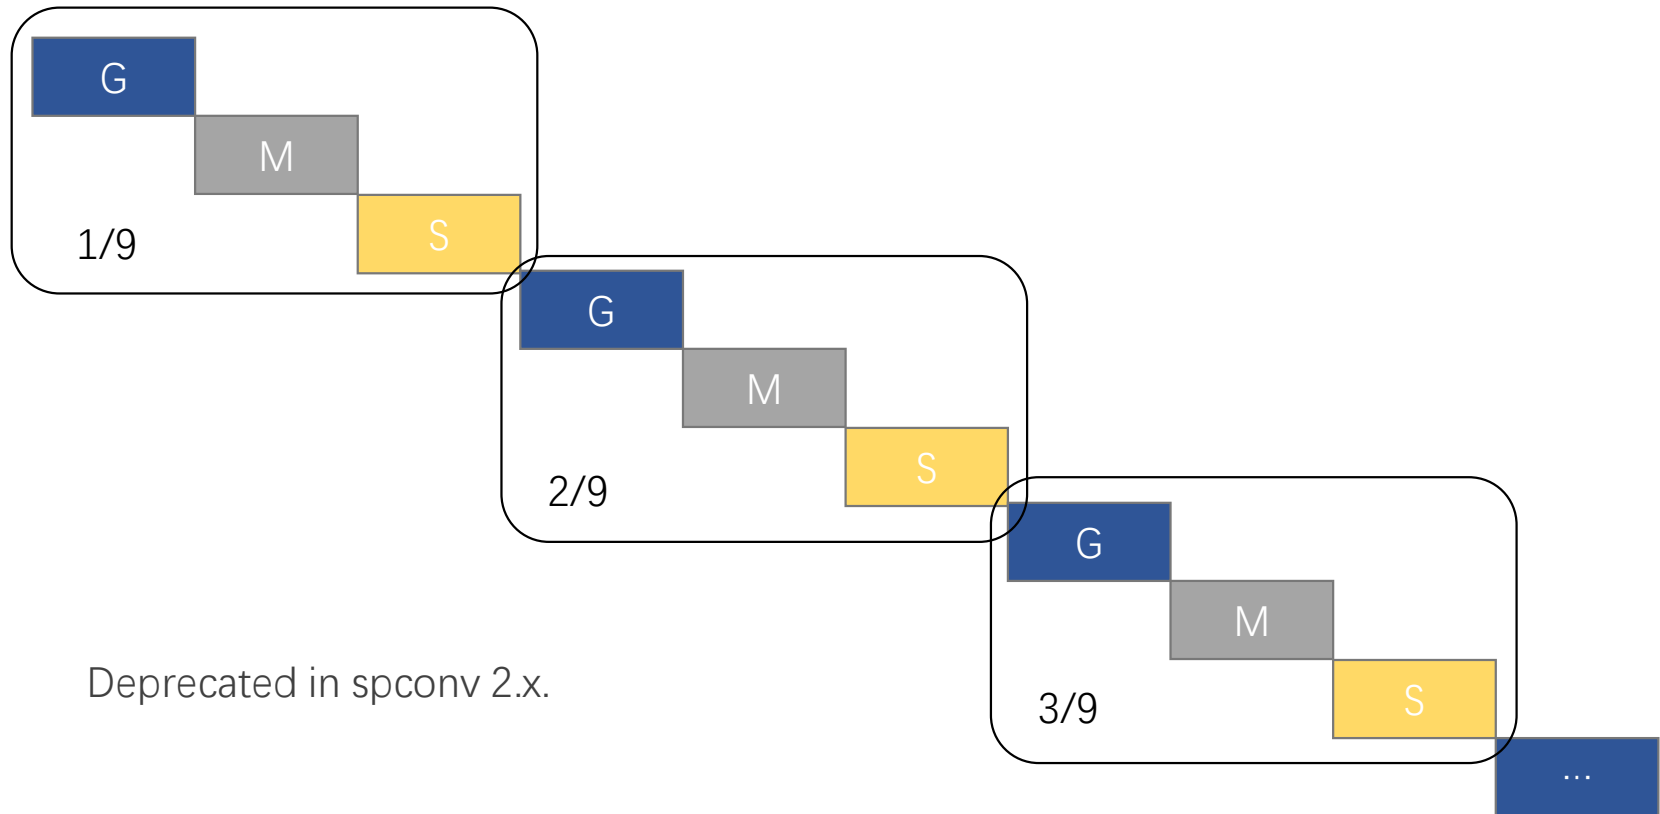 G
M
S
1/9
G
M
S
2/9
G
M
S
3/9
Deprecated in spconv 2.x.
...